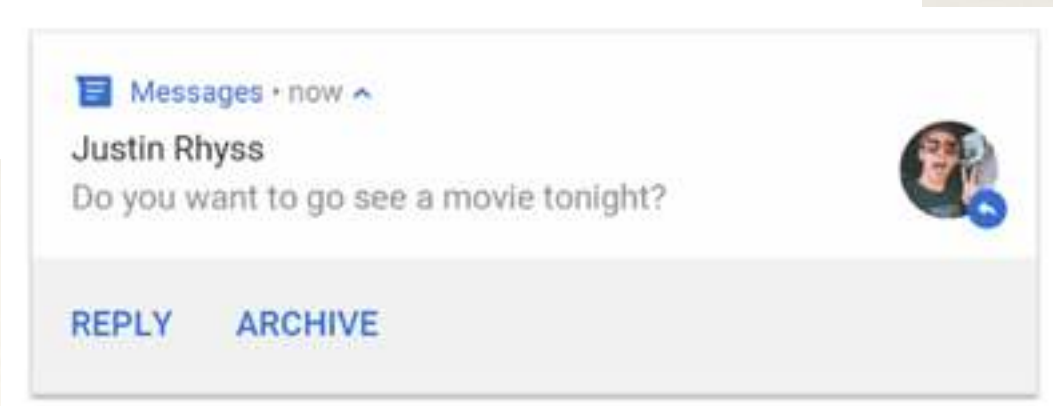 Messages • now
Justin Rhyss
Do you want to go see a movie tonight?
REPLY ARCHIVE